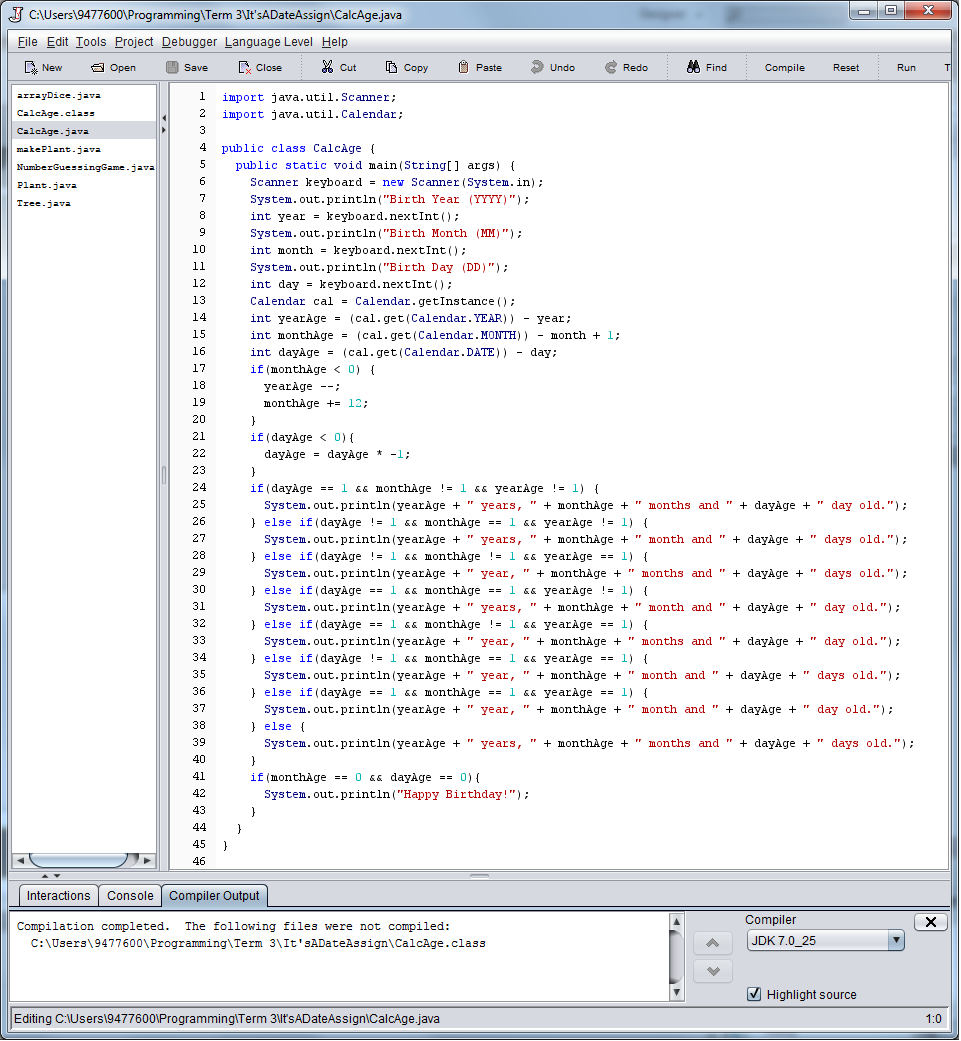 C:\Users\9477600\Programming\Term 3\It'sADateAssign\CalcAge.java
File Edit Tools Project Debugger Language Level Help
New Open Save Close Cut Copy Paste Undo Redo Find Compile Reset Run T
arrayDice.java
CalcAge.class
CalcAge.java
makePlant.java
NumberGuessingGame.java
Plant.java
Tree.java
1 import java.util.Scanner;
2 import java.util.Calendar;
3
4 public class CalcAge {
5 public static void main(String[] args) {
6 Scanner keyboard = new Scanner(System.in);
7 System.out.println("Birth Year (YYYY)");
8 int year = keyboard.nextInt();
9 System.out.println("Birth Month (MM)");
10 int month = keyboard.nextInt();
11 System.out.println("Birth Day (DD)");
12 int day = keyboard.nextInt();
13 Calendar cal = Calendar.getInstance();
14 int yearAge = (cal.get(Calendar.YEAR)) - year;
15 int monthAge = (cal.get(Calendar.MONTH)) - month + 1;
16 int dayAge = (cal.get(Calendar.DATE)) - day;
17 if(monthAge < 0) {
18 yearAge --;
19 monthAge += 12;
20 }
21 if(dayAge < 0){
22 dayAge = dayAge * -1;
23 }
24 if(dayAge == 1 && monthAge != 1 && yearAge != 1) {
25 System.out.println(yearAge + " years, " + monthAge + " months and " + dayAge + " day old.");
26 } else if(dayAge != 1 && monthAge == 1 && yearAge != 1) {
27 System.out.println(yearAge + " years, " + monthAge + " month and " + dayAge + " days old.");
28 } else if(dayAge != 1 && monthAge != 1 && yearAge == 1) {
29 System.out.println(yearAge + " year, " + monthAge + " months and " + dayAge + " days old.");
30 } else if(dayAge == 1 && monthAge == 1 && yearAge != 1) {
31 System.out.println(yearAge + " years, " + monthAge + " month and " + dayAge + " day old.");
32 } else if(dayAge == 1 && monthAge != 1 && yearAge == 1) {
33 System.out.println(yearAge + " year, " + monthAge + " months and " + dayAge + " day old.");
34 } else if(dayAge != 1 && monthAge == 1 && yearAge == 1) {
35 System.out.println(yearAge + " year, " + monthAge + " month and " + dayAge + " days old.");
36 } else if(dayAge == 1 && monthAge == 1 && yearAge == 1) {
37 System.out.println(yearAge + " year, " + monthAge + " month and " + dayAge + " day old.");
38 } else {
39 System.out.println(yearAge + " years, " + monthAge + " months and " + dayAge + " days old.");
40 }
41 if(monthAge == 0 && dayAge == 0){
42 System.out.println("Happy Birthday!");
43 }
44 }
45 }
46
Interactions Console Compiler Output
Compilation completed. The following files were not compiled:
C:\Users\9477600\Programming\Term 3\It'sADateAssign\CalcAge.class
Compiler
JDK 7.0_25
Highlight source
Editing C:\Users\9477600\Programming\Term 3\It'sADateAssign\CalcAge.java 1:0